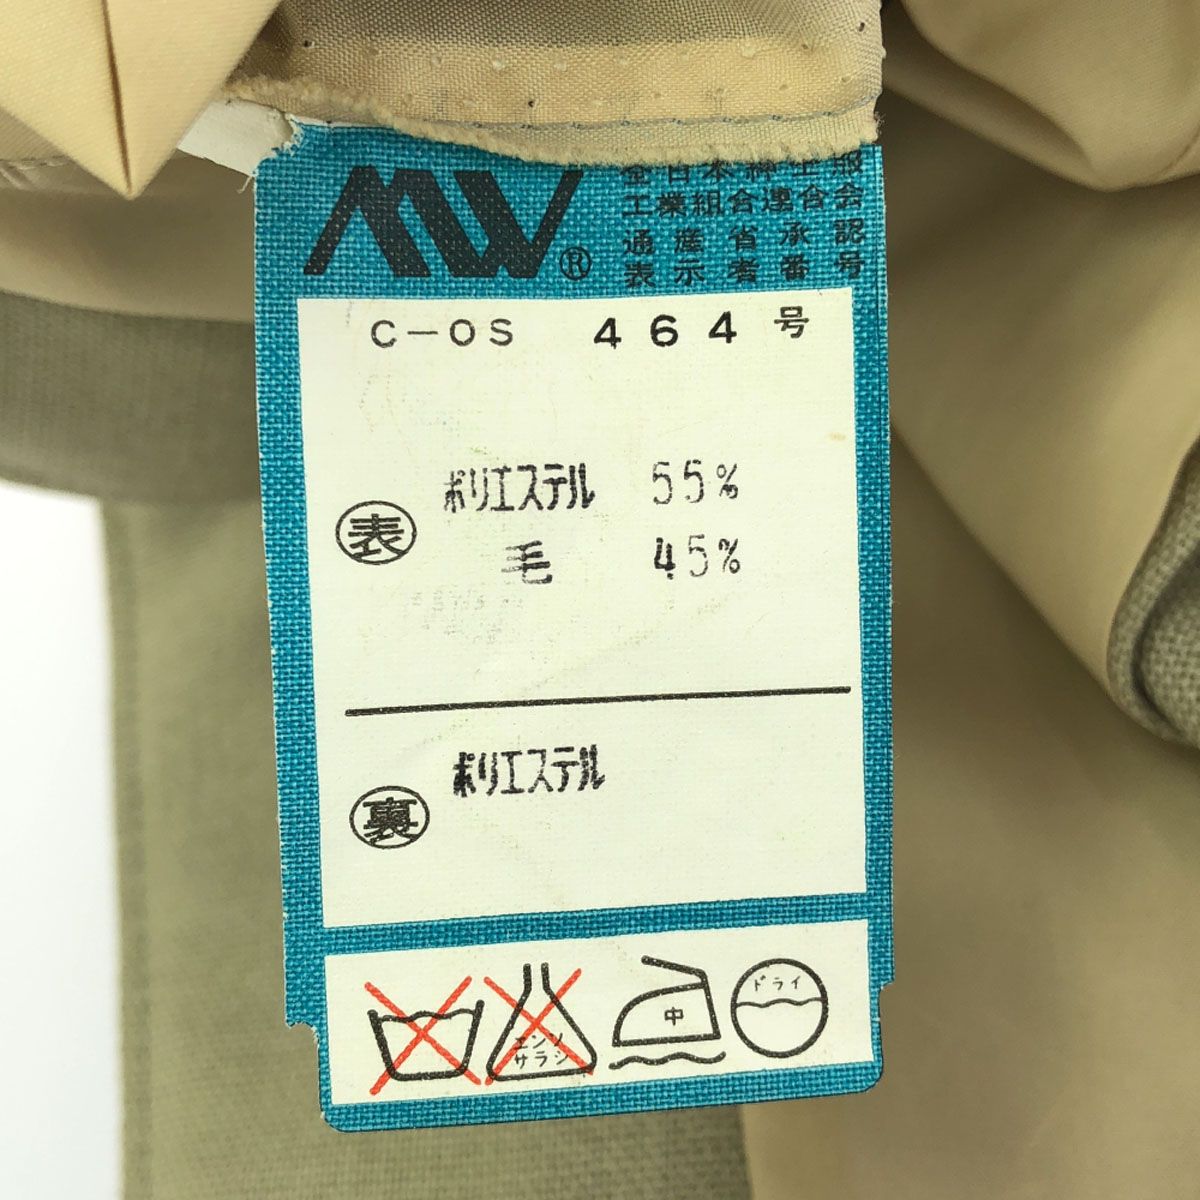 MW®
全日本紳士服
工業組合連合会
通産省承認
表示者番号
C-OS 464号
表
ポリエステル 55%
毛 45%
裏
ポリエステル
エンソ
サラシ
中
ドライ